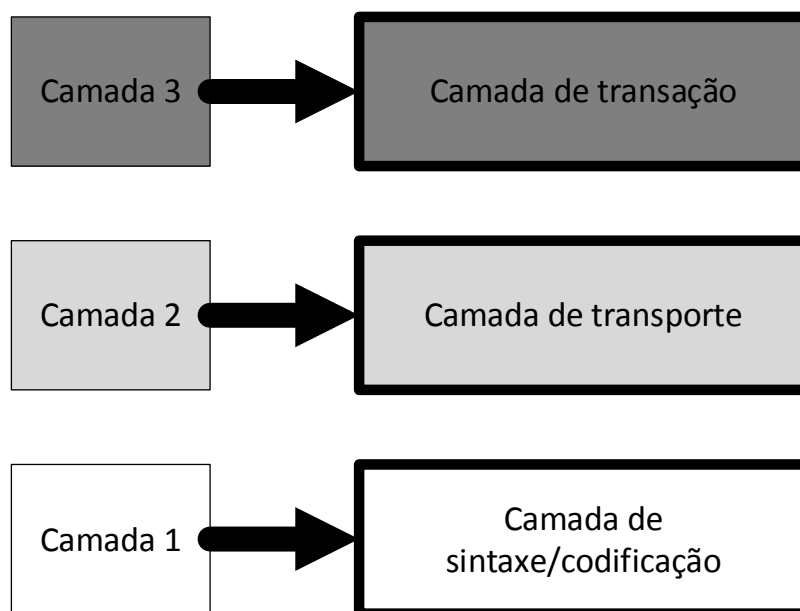 Camada 3
Camada de transação
Camada 2
Camada de transporte
Camada 1
Camada de
sintaxe/codificação